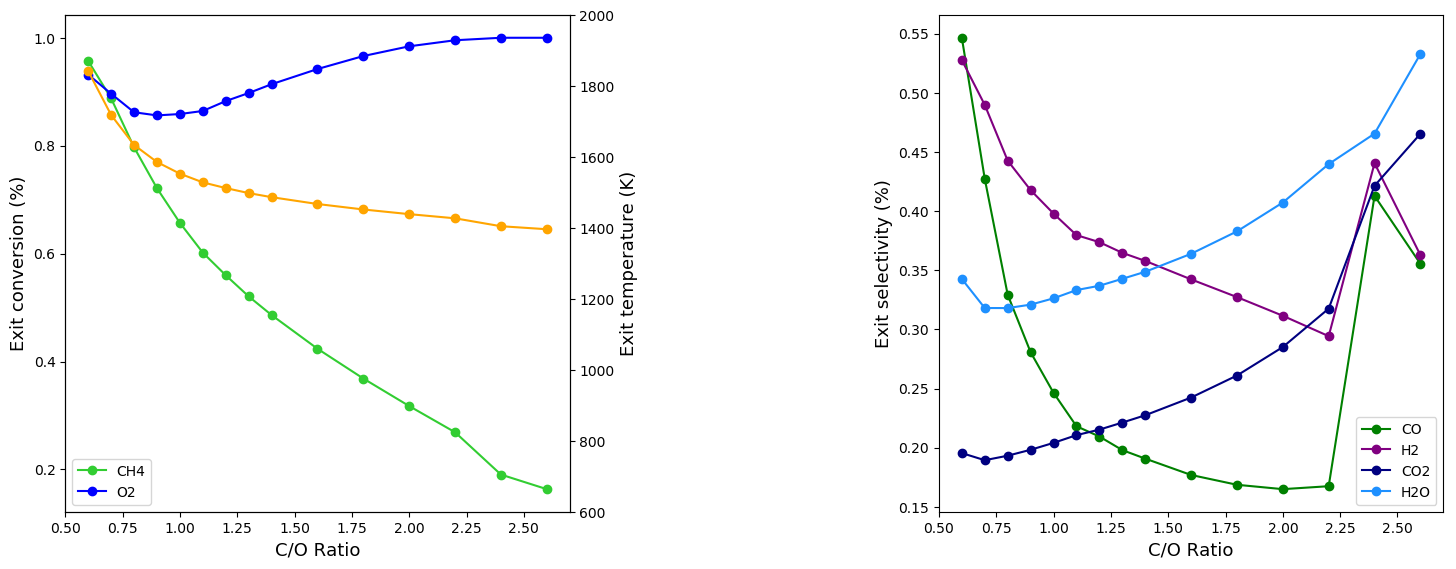 1.0
0.8
0.6
0.4
0.2
Exit conversion (%)
CH4
O2
0.50 0.75 1.00 1.25 1.50 1.75 2.00 2.25 2.50
C/O Ratio
2000
1800
1600
1400
1200
1000
800
600
Exit temperature (K)
0.55
0.50
0.45
0.40
0.35
0.30
0.25
0.20
0.15
Exit selectivity (%)
CO
H2
CO2
H2O
0.50 0.75 1.00 1.25 1.50 1.75 2.00 2.25 2.50
C/O Ratio